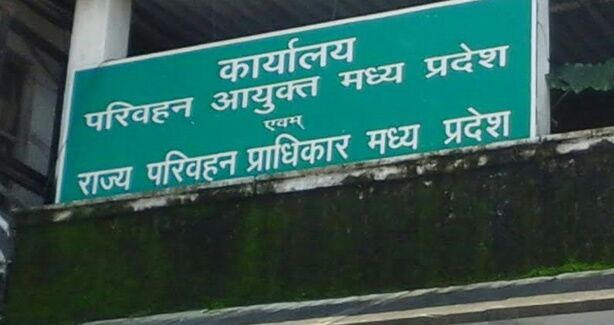 कार्यालय
परिवहन आयुक्त मध्य प्रदेश
एवम्
राज्य परिवहन प्राधिकार मध्य प्रदेश